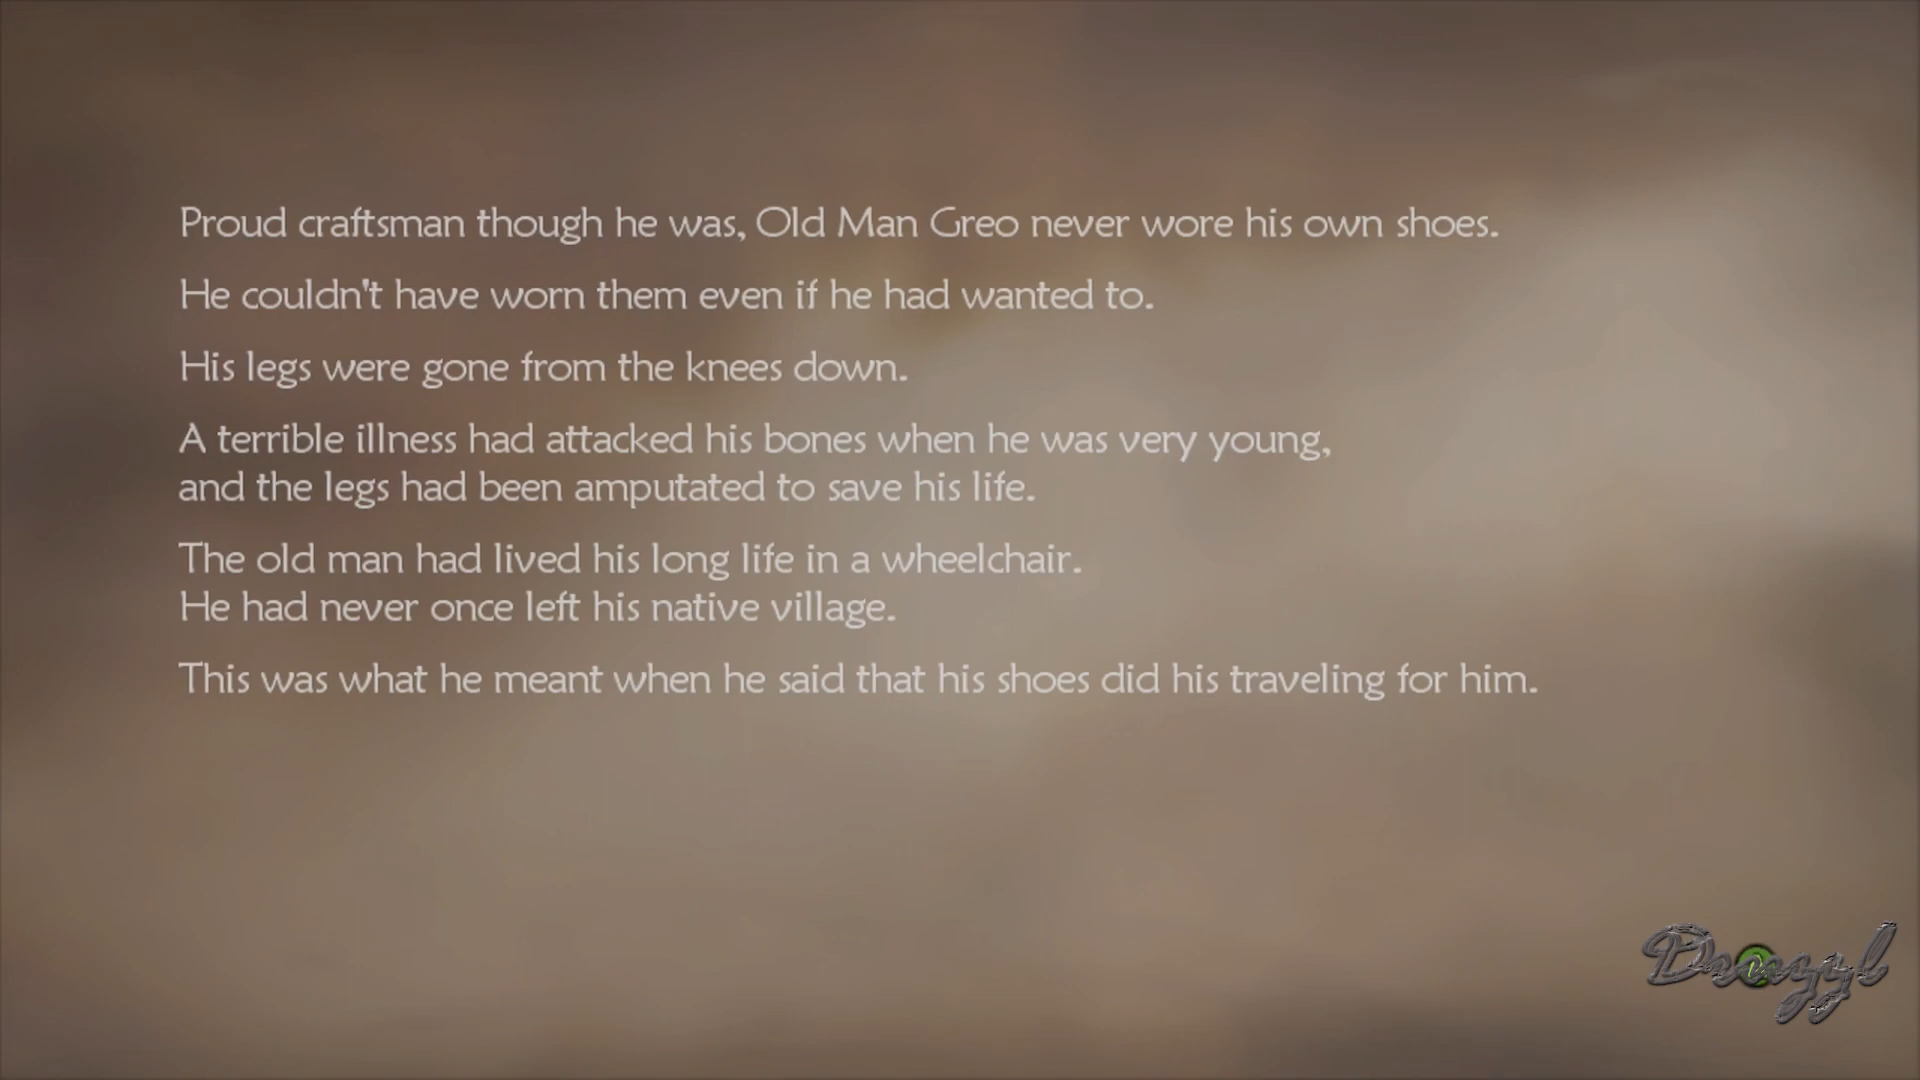 Proud craftsman though he was, Old Man Greo never wore his own shoes.
He couldn't have worn them even if he had wanted to.
His legs were gone from the knees down.
A terrible illness had attacked his bones when he was very young,
and the legs had been amputated to save his life.
The old man had lived his long life in a wheelchair.
He had never once left his native village.
This was what he meant when he said that his shoes did his traveling for him.